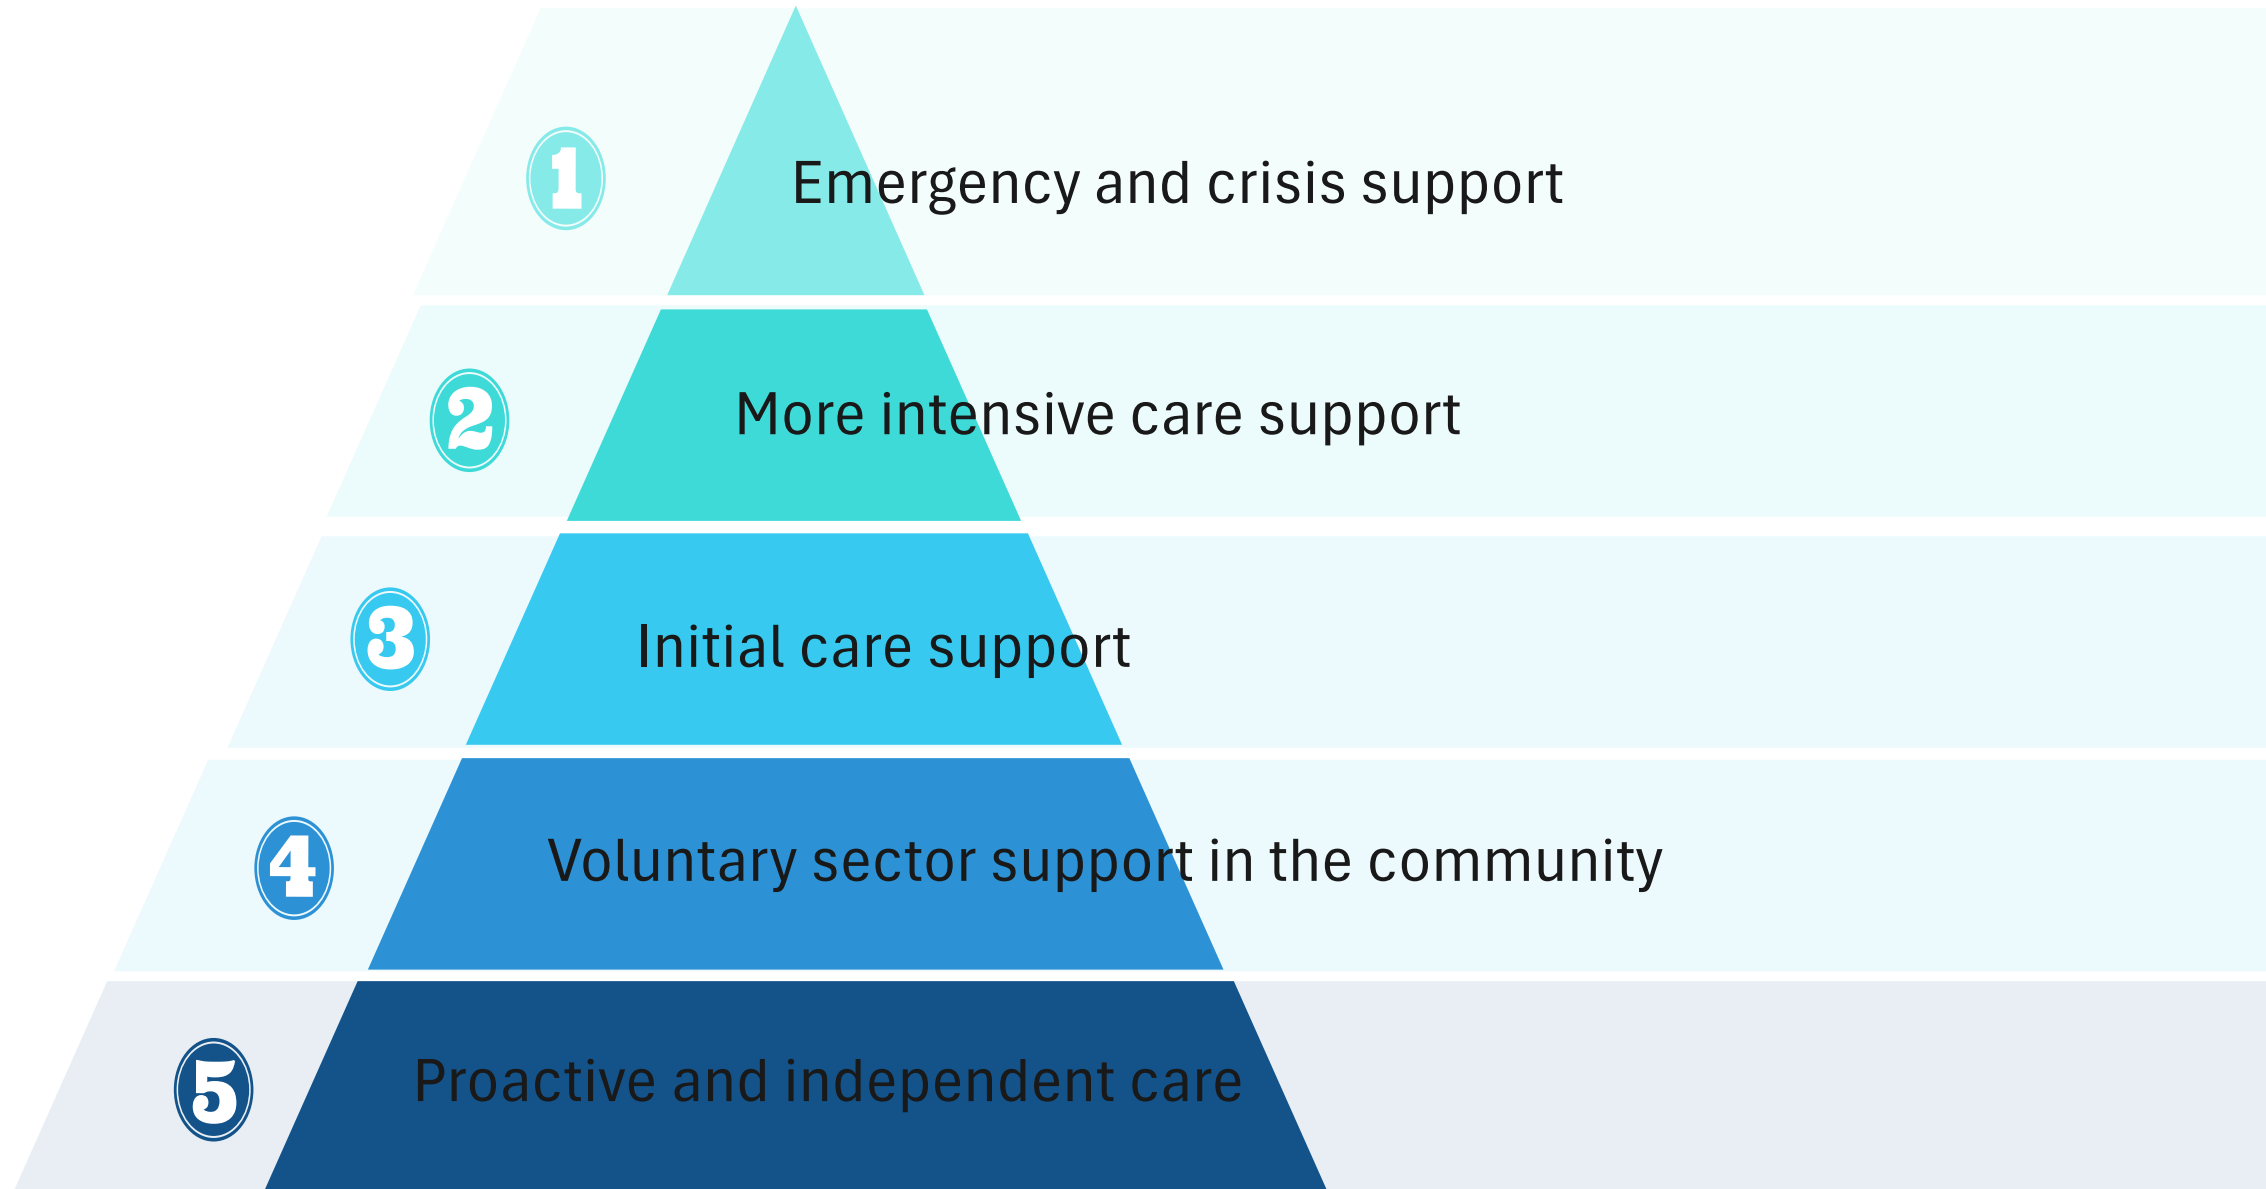 1 Emergency and crisis support
2 More intensive care support
3 Initial care support
4 Voluntary sector support in the community
5 Proactive and independent care